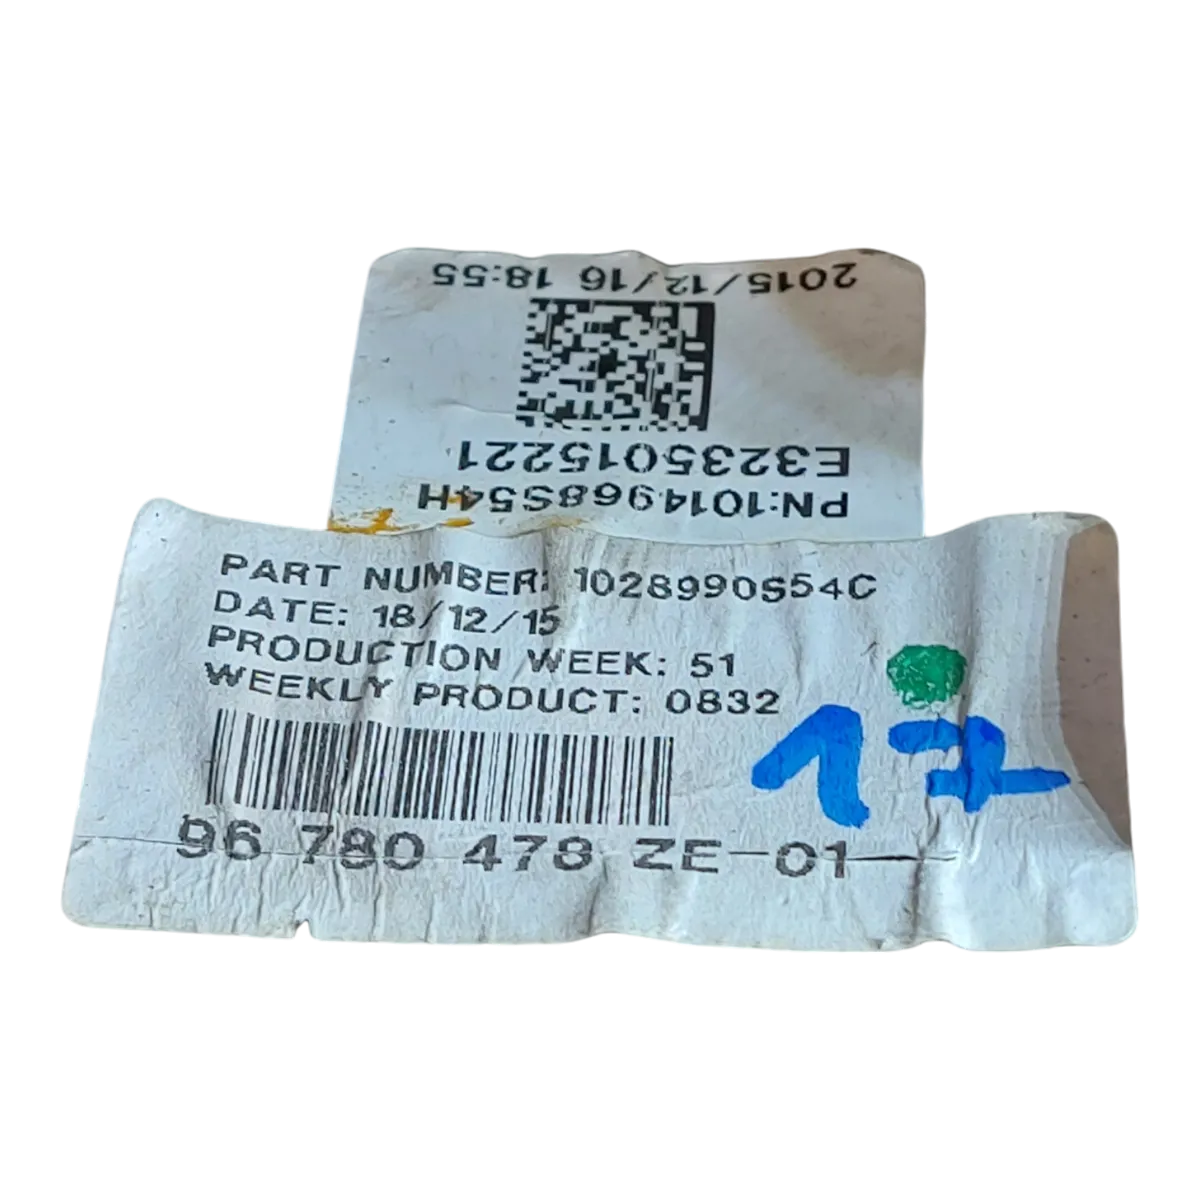 PN:1014968S54H
E3235015221
2015/12/16 18:55
PART NUMBER: 1028990S54C
DATE: 18/12/15
PRODUCTION WEEK: 51
WEEKLY PRODUCT: 0832
96 780 478 ZE-01
17